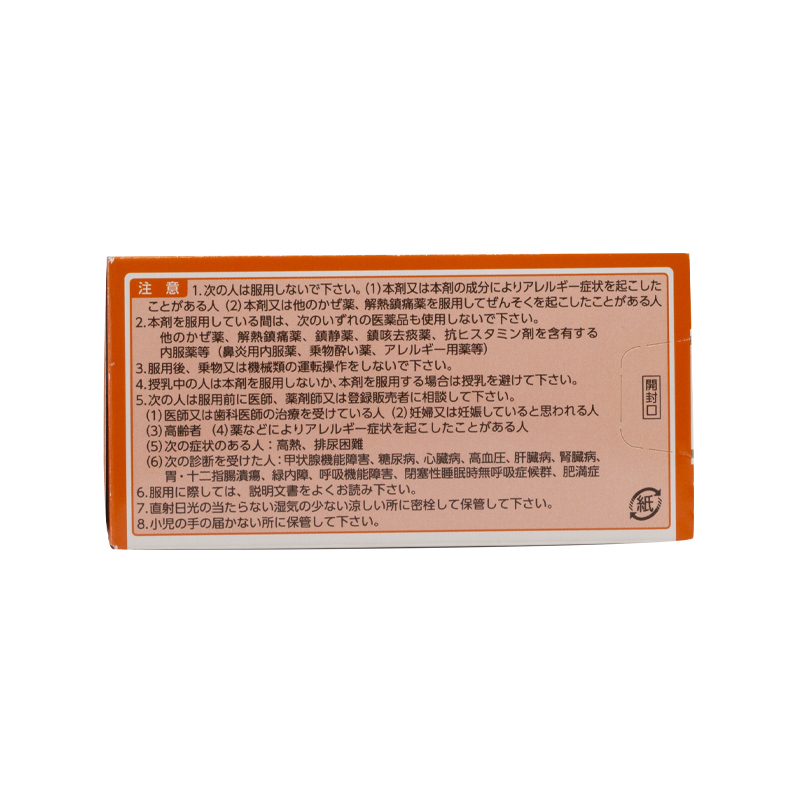 注 意 1.次の人は服用しないで下さい。(1)本剤又は本剤の成分によりアレルギー症状を起こした
ことがある人 (2)本剤又は他のかぜ薬、解熱鎮痛薬を服用してぜんそくを起こしたことがある人
2.本剤を服用している間は、次のいずれの医薬品も使用しないで下さい。
他のかぜ薬、解熱鎮痛薬、鎮静薬、鎮咳去痰薬、抗ヒスタミン剤を含有する
内服薬等(鼻炎用内服薬、乗物酔い薬、アレルギー用薬等)
3.服用後、乗物又は機械類の運転操作をしないで下さい。
4.授乳中の人は本剤を服用しないか、本剤を服用する場合は授乳を避けて下さい。
5.次の人は服用前に医師、薬剤師又は登録販売者に相談して下さい。
(1)医師又は歯科医師の治療を受けている人 (2)妊婦又は妊娠していると思われる人
(3)高齢者 (4)薬などによりアレルギー症状を起こしたことがある人
(5)次の症状のある人:高熱、排尿困難
(6)次の診断を受けた人:甲状腺機能障害、糖尿病、心臓病、高血圧、肝臓病、腎臓病、
胃・十二指腸潰瘍、緑内障、呼吸機能障害、閉塞性睡眠時無呼吸症候群、肥満症
6.服用に際しては、説明文書をよくお読み下さい。
7.直射日光の当たらない湿気の少ない涼しい所に密栓して保管して下さい。
8.小児の手の届かない所に保管して下さい。
開封口
紙